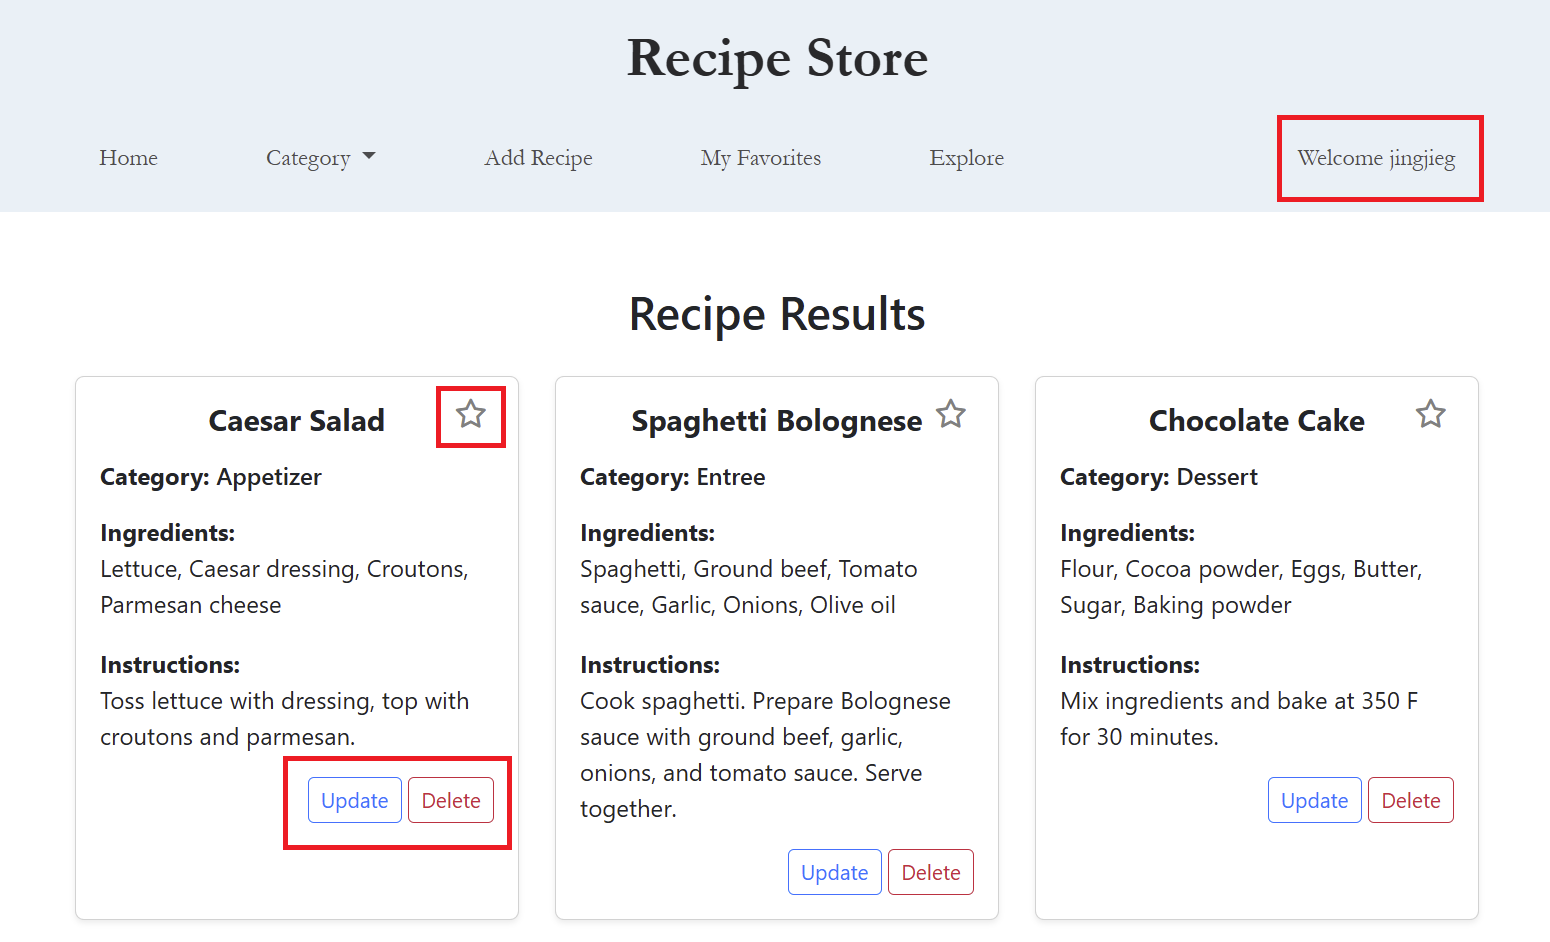 Recipe Store
Home Category Add Recipe My Favorites Explore Welcome jingjieg
Recipe Results
Caesar Salad
Category: Appetizer
Ingredients:
Lettuce, Caesar dressing, Croutons,
Parmesan cheese
Instructions:
Toss lettuce with dressing, top with
croutons and parmesan.
Update Delete
Spaghetti Bolognese
Category: Entree
Ingredients:
Spaghetti, Ground beef, Tomato
sauce, Garlic, Onions, Olive oil
Instructions:
Cook spaghetti. Prepare Bolognese
sauce with ground beef, garlic,
onions, and tomato sauce. Serve
together.
Update Delete
Chocolate Cake
Category: Dessert
Ingredients:
Flour, Cocoa powder, Eggs, Butter,
Sugar, Baking powder
Instructions:
Mix ingredients and bake at 350 F
for 30 minutes.
Update Delete